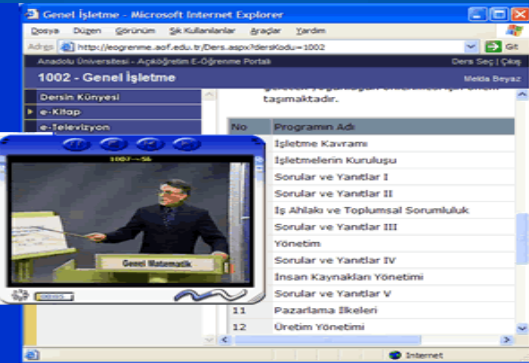 Genel İşletme - Microsoft Internet Explorer
Dosya Düzen Görünüm Sık Kullanılanlar Araçlar Yardım
Adres http://eogrenme.aof.edu.tr/Ders.aspx?dersKodu=1002 Git
Anadolu Üniversitesi - Açıköğretim E-Öğrenme Portalı Ders Seç | Çıkış
1002 - Genel İşletme Melda Beyaz
Dersin Künyesi
e-Kitap
e-Televizyon
taşımaktadır.
No Programın Adı
İşletme Kavramı
İşletmelerin Kuruluşu
Sorular ve Yanıtlar I
Sorular ve Yanıtlar II
İş Ahlakı ve Toplumsal Sorumluluk
Sorular ve Yanıtlar III
Yönetim
Sorular ve Yanıtlar IV
İnsan Kaynakları Yönetimi
Sorular ve Yanıtlar V
11 Pazarlama İlkeleri
12 Üretim Yönetimi
1007--56
Genel Matematik
Internet